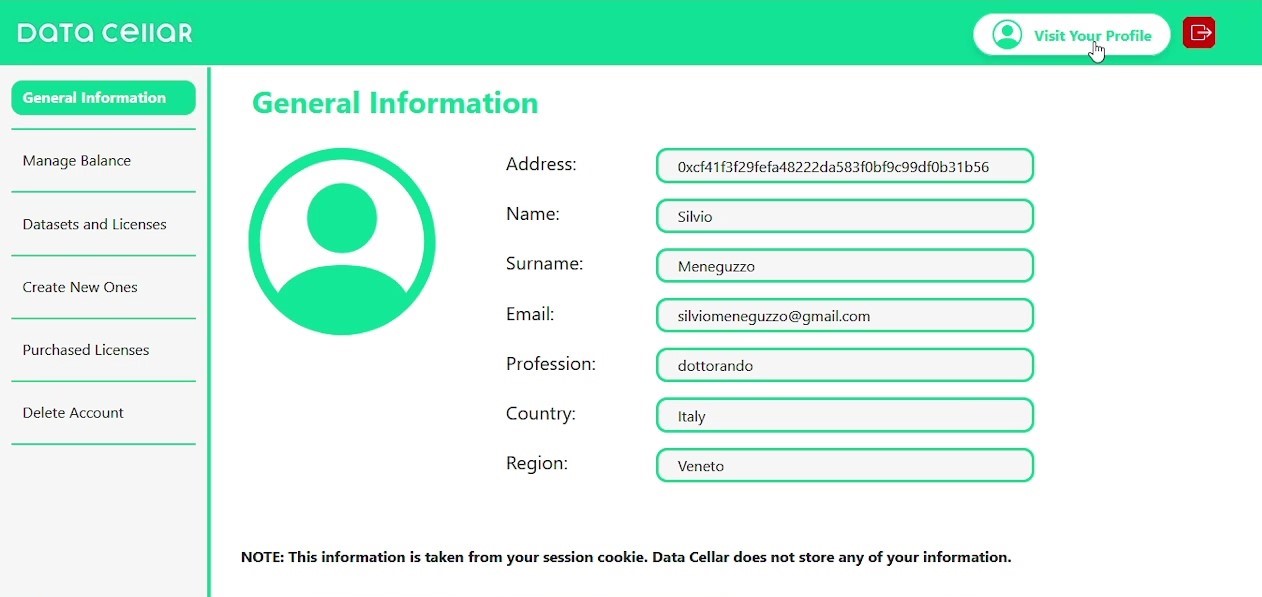 Data Cellar
Visit Your Profile
General Information
Manage Balance
Datasets and Licenses
Create New Ones
Purchased Licenses
Delete Account
General Information
Address: 0xcf41f3f29fefa48222da583f0bf9c99df0b31b56
Name: Silvio
Surname: Meneguzzo
Email: silviomeneguzzo@gmail.com
Profession: dottorando
Country: Italy
Region: Veneto
NOTE: This information is taken from your session cookie. Data Cellar does not store any of your information.